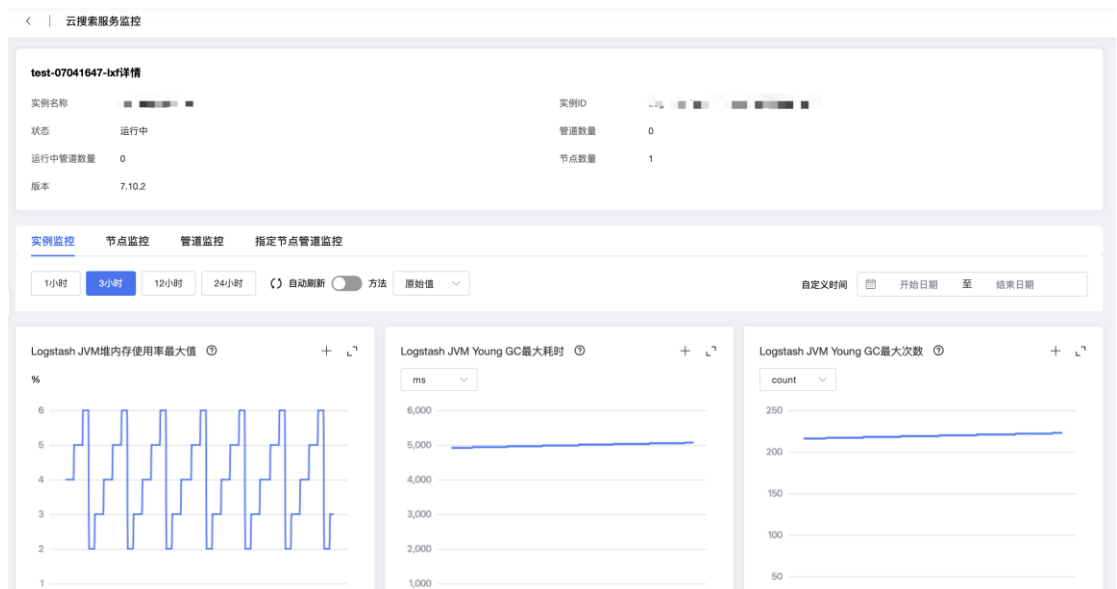 云搜索服务监控
test-07041647-lxf详情
实例名称
实例ID
状态 运行中
管道数量 0
运行中管道数量 0
节点数量 1
版本 7.10.2
实例监控 节点监控 管道监控 指定节点管道监控
1小时 3小时 12小时 24小时 自动刷新 方法 原始值 自定义时间 开始日期 至 结束日期
Logstash JVM堆内存使用率最大值
%
6
5
4
3
2
1
Logstash JVM Young GC最大耗时
ms
6,000
5,000
4,000
3,000
2,000
1,000
Logstash JVM Young GC最大次数
count
250
200
150
100
50